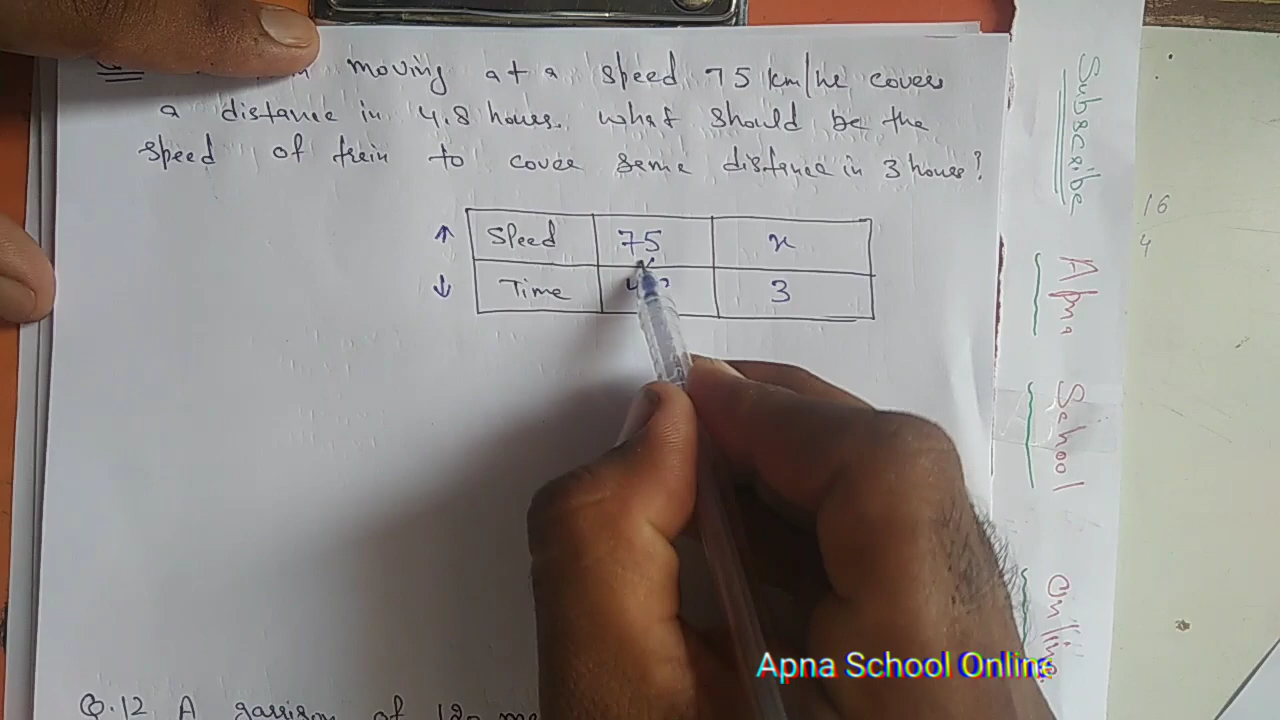 moving at a speed 75 km/hr covers
a distance in 4.8 hours. what should be the
speed of train to cover same distance in 3 hours?
↑ Speed 75 x
↓ Time 3
Q.12 A garrison of 120
Subscribe
Apna School Online
16
4
Apna School Online